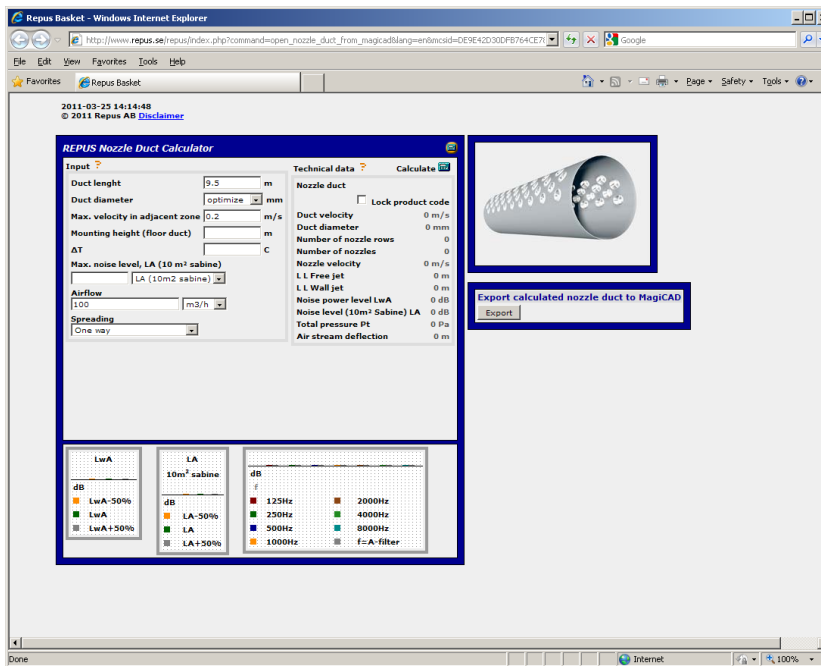 Repus Basket - Windows Internet Explorer
http://www.repus.se/repus/index.php?command=open_nozzle_duct_from_magicad&lang=en&mcsid=DE9E42D30DFB764CE7
Google
File Edit View Favorites Tools Help
Favorites Repus Basket Page Safety Tools
2011-03-25 14:14:48
© 2011 Repus AB Disclaimer
REPUS Nozzle Duct Calculator
Input ?
Duct lenght 9.5 m
Duct diameter optimize mm
Max. velocity in adjacent zone 0.2 m/s
Mounting height (floor duct) m
ΔT C
Max. noise level, LA (10 m² sabine)
LA (10m2 sabine)
Airflow
100 m3/h
Spreading
One way
Technical data ? Calculate
Nozzle duct
Lock product code
Duct velocity 0 m/s
Duct diameter 0 mm
Number of nozzle rows 0
Number of nozzles 0
Nozzle velocity 0 m/s
L L Free jet 0 m
L L Wall jet 0 m
Noise power level LwA 0 dB
Noise level (10m² Sabine) LA 0 dB
Total pressure Pt 0 Pa
Air stream deflection 0 m
Export calculated nozzle duct to MagiCAD
Export
LwA
dB
LwA-50%
LwA
LwA+50%
LA
10m² sabine
dB
LA-50%
LA
LA+50%
dB
f
125Hz 2000Hz
250Hz 4000Hz
500Hz 8000Hz
1000Hz f=A-filter
Done Internet 100%